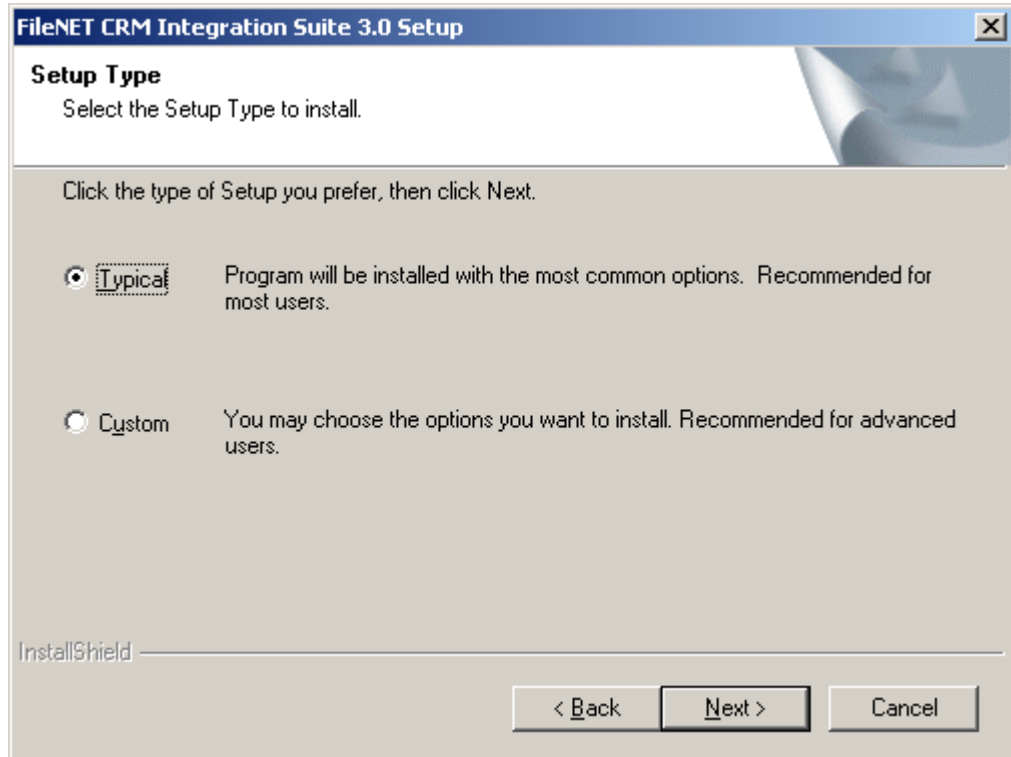 FileNET CRM Integration Suite 3.0 Setup
Setup Type
Select the Setup Type to install.
Click the type of Setup you prefer, then click Next.
Typical
Program will be installed with the most common options.  Recommended for
most users.
Custom
You may choose the options you want to install. Recommended for advanced
users.
InstallShield
< Back
Next >
Cancel